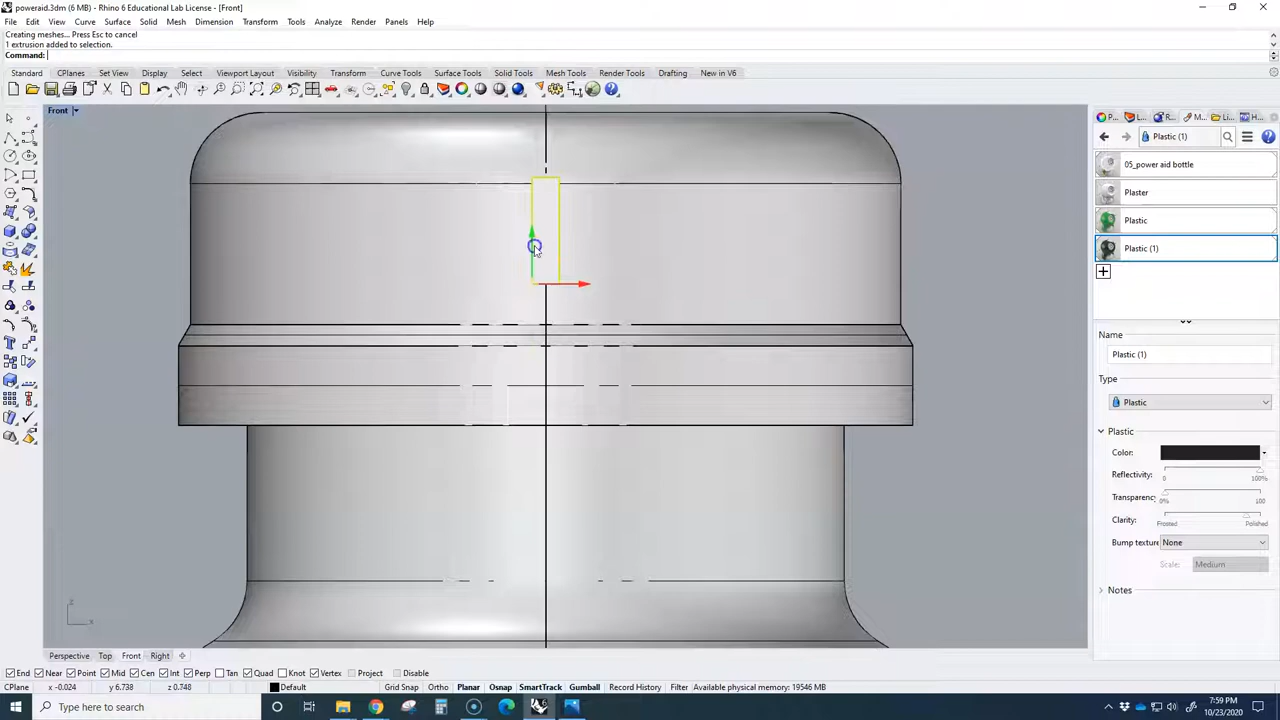 poweraid.3dm (6 MB) - Rhino 6 Educational Lab License - [Front]
File Edit View Curve Surface Solid Mesh Dimension Transform Tools Analyze Render Panels Help
Creating meshes... Press Esc to cancel
1 extrusion added to selection.
Command:
Standard CPlanes Set View Display Select Viewport Layout Visibility Transform Curve Tools Surface Tools Solid Tools Mesh Tools Render Tools Drafting New in V6
Front
P... L... R... M... Li... H...
Plastic (1)
05_power aid bottle
Plaster
Plastic
Plastic (1)
Name
Plastic (1)
Type
Plastic
Plastic
Color:
Reflectivity:
0 100%
Transparency:
0% 100
Clarity:
Frosted Polished
Bump texture: None
Scale: Medium
Notes
z
x
Perspective Top Front Right
End Near Point Mid Cen Int Perp Tan Quad Knot Vertex Project Disable
CPlane x -0.024 y 6.738 z 0.748 Default Grid Snap Ortho Planar Osnap SmartTrack Gumball Record History Filter Available physical memory: 19546 MB
Type here to search
7:59 PM
10/23/2020